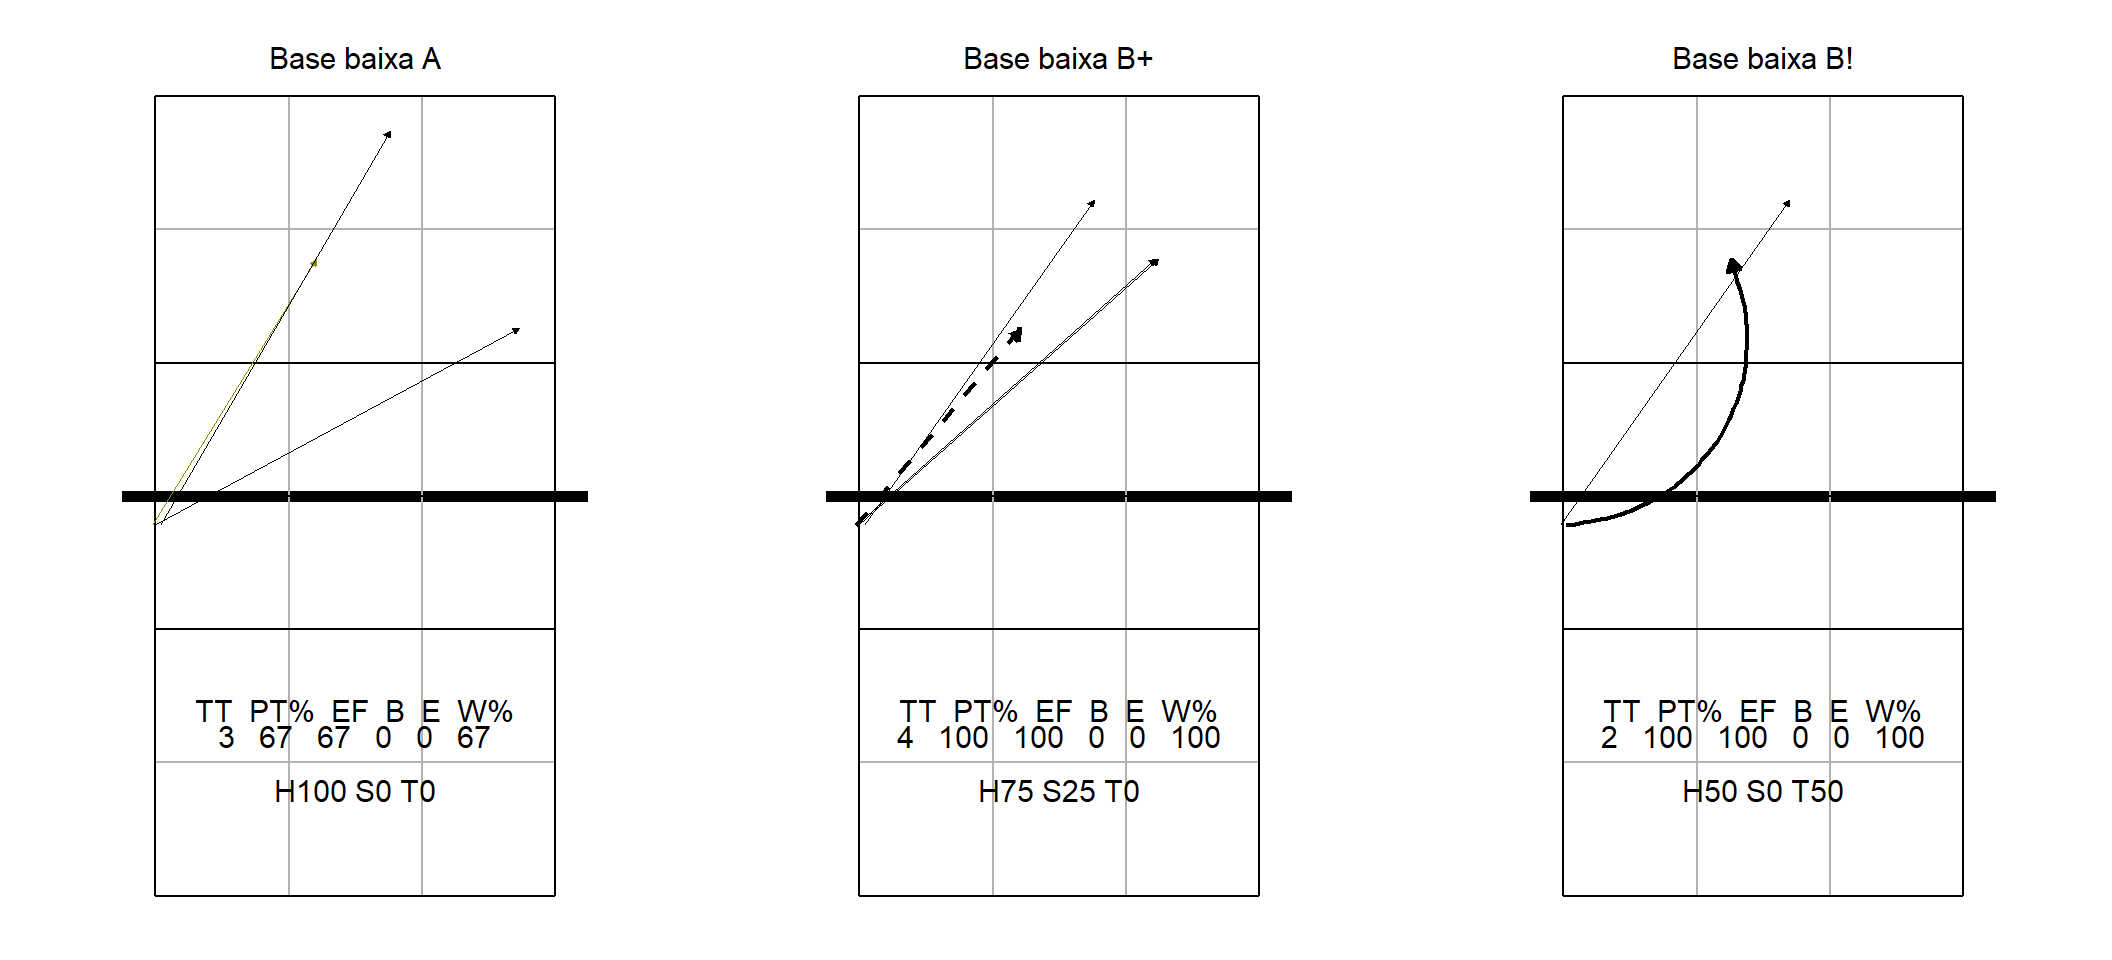 Base baixa A
TT PT% EF B E W%
3 67 67 0 0 67
H100 S0 T0
Base baixa B+
TT PT% EF B E W%
4 100 100 0 0 100
H75 S25 T0
Base baixa B!
TT PT% EF B E W%
2 100 100 0 0 100
H50 S0 T50